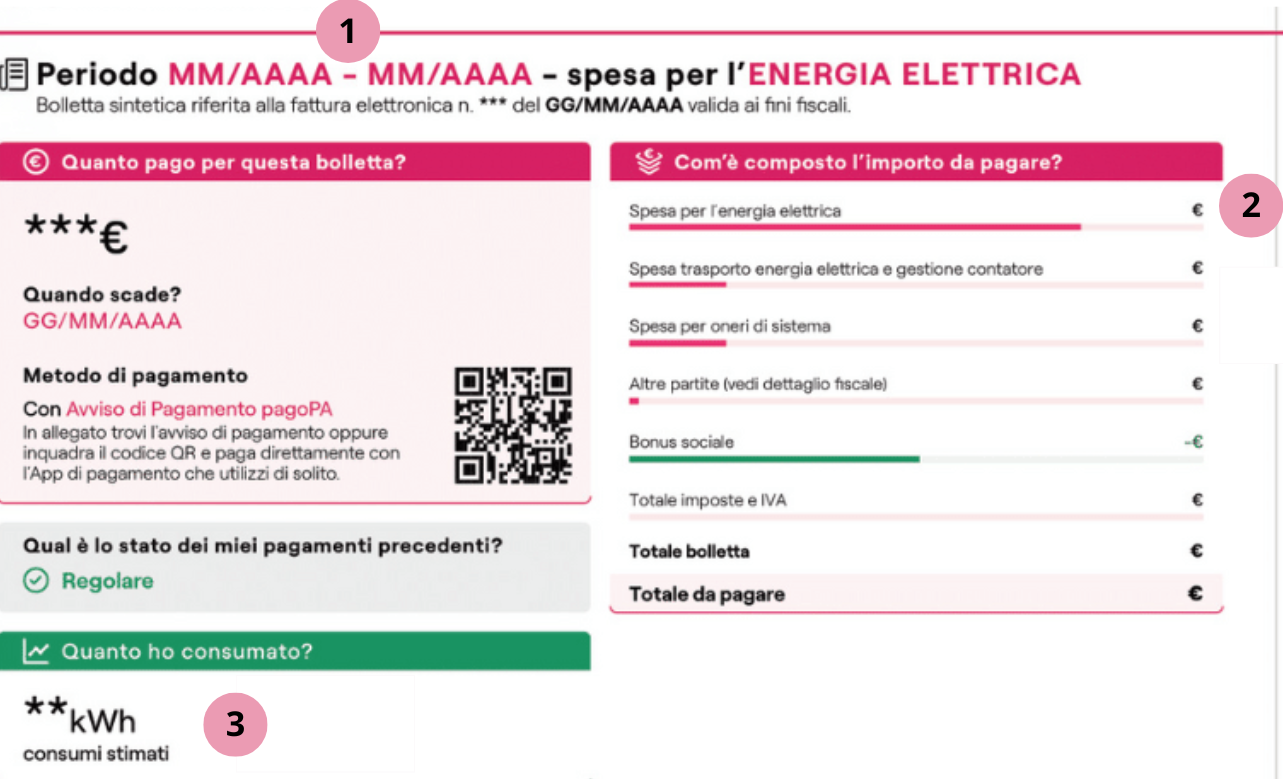 1
Periodo MM/AAAA - MM/AAAA - spesa per l'ENERGIA ELETTRICA
Bolletta sintetica riferita alla fattura elettronica n. *** del GG/MM/AAAA valida ai fini fiscali.
Quanto pago per questa bolletta?
***€
Quando scade?
GG/MM/AAAA
Metodo di pagamento
Con Avviso di Pagamento pagoPA
In allegato trovi l'avviso di pagamento oppure
inquadra il codice QR e paga direttamente con
l'App di pagamento che utilizzi di solito.
Qual è lo stato dei miei pagamenti precedenti?
Regolare
Quanto ho consumato?
**kWh
3
consumi stimati
Com'è composto l'importo da pagare?
2
Spesa per l'energia elettrica €
Spesa trasporto energia elettrica e gestione contatore €
Spesa per oneri di sistema €
Altre partite (vedi dettaglio fiscale) €
Bonus sociale -€
Totale imposte e IVA €
Totale bolletta €
Totale da pagare €